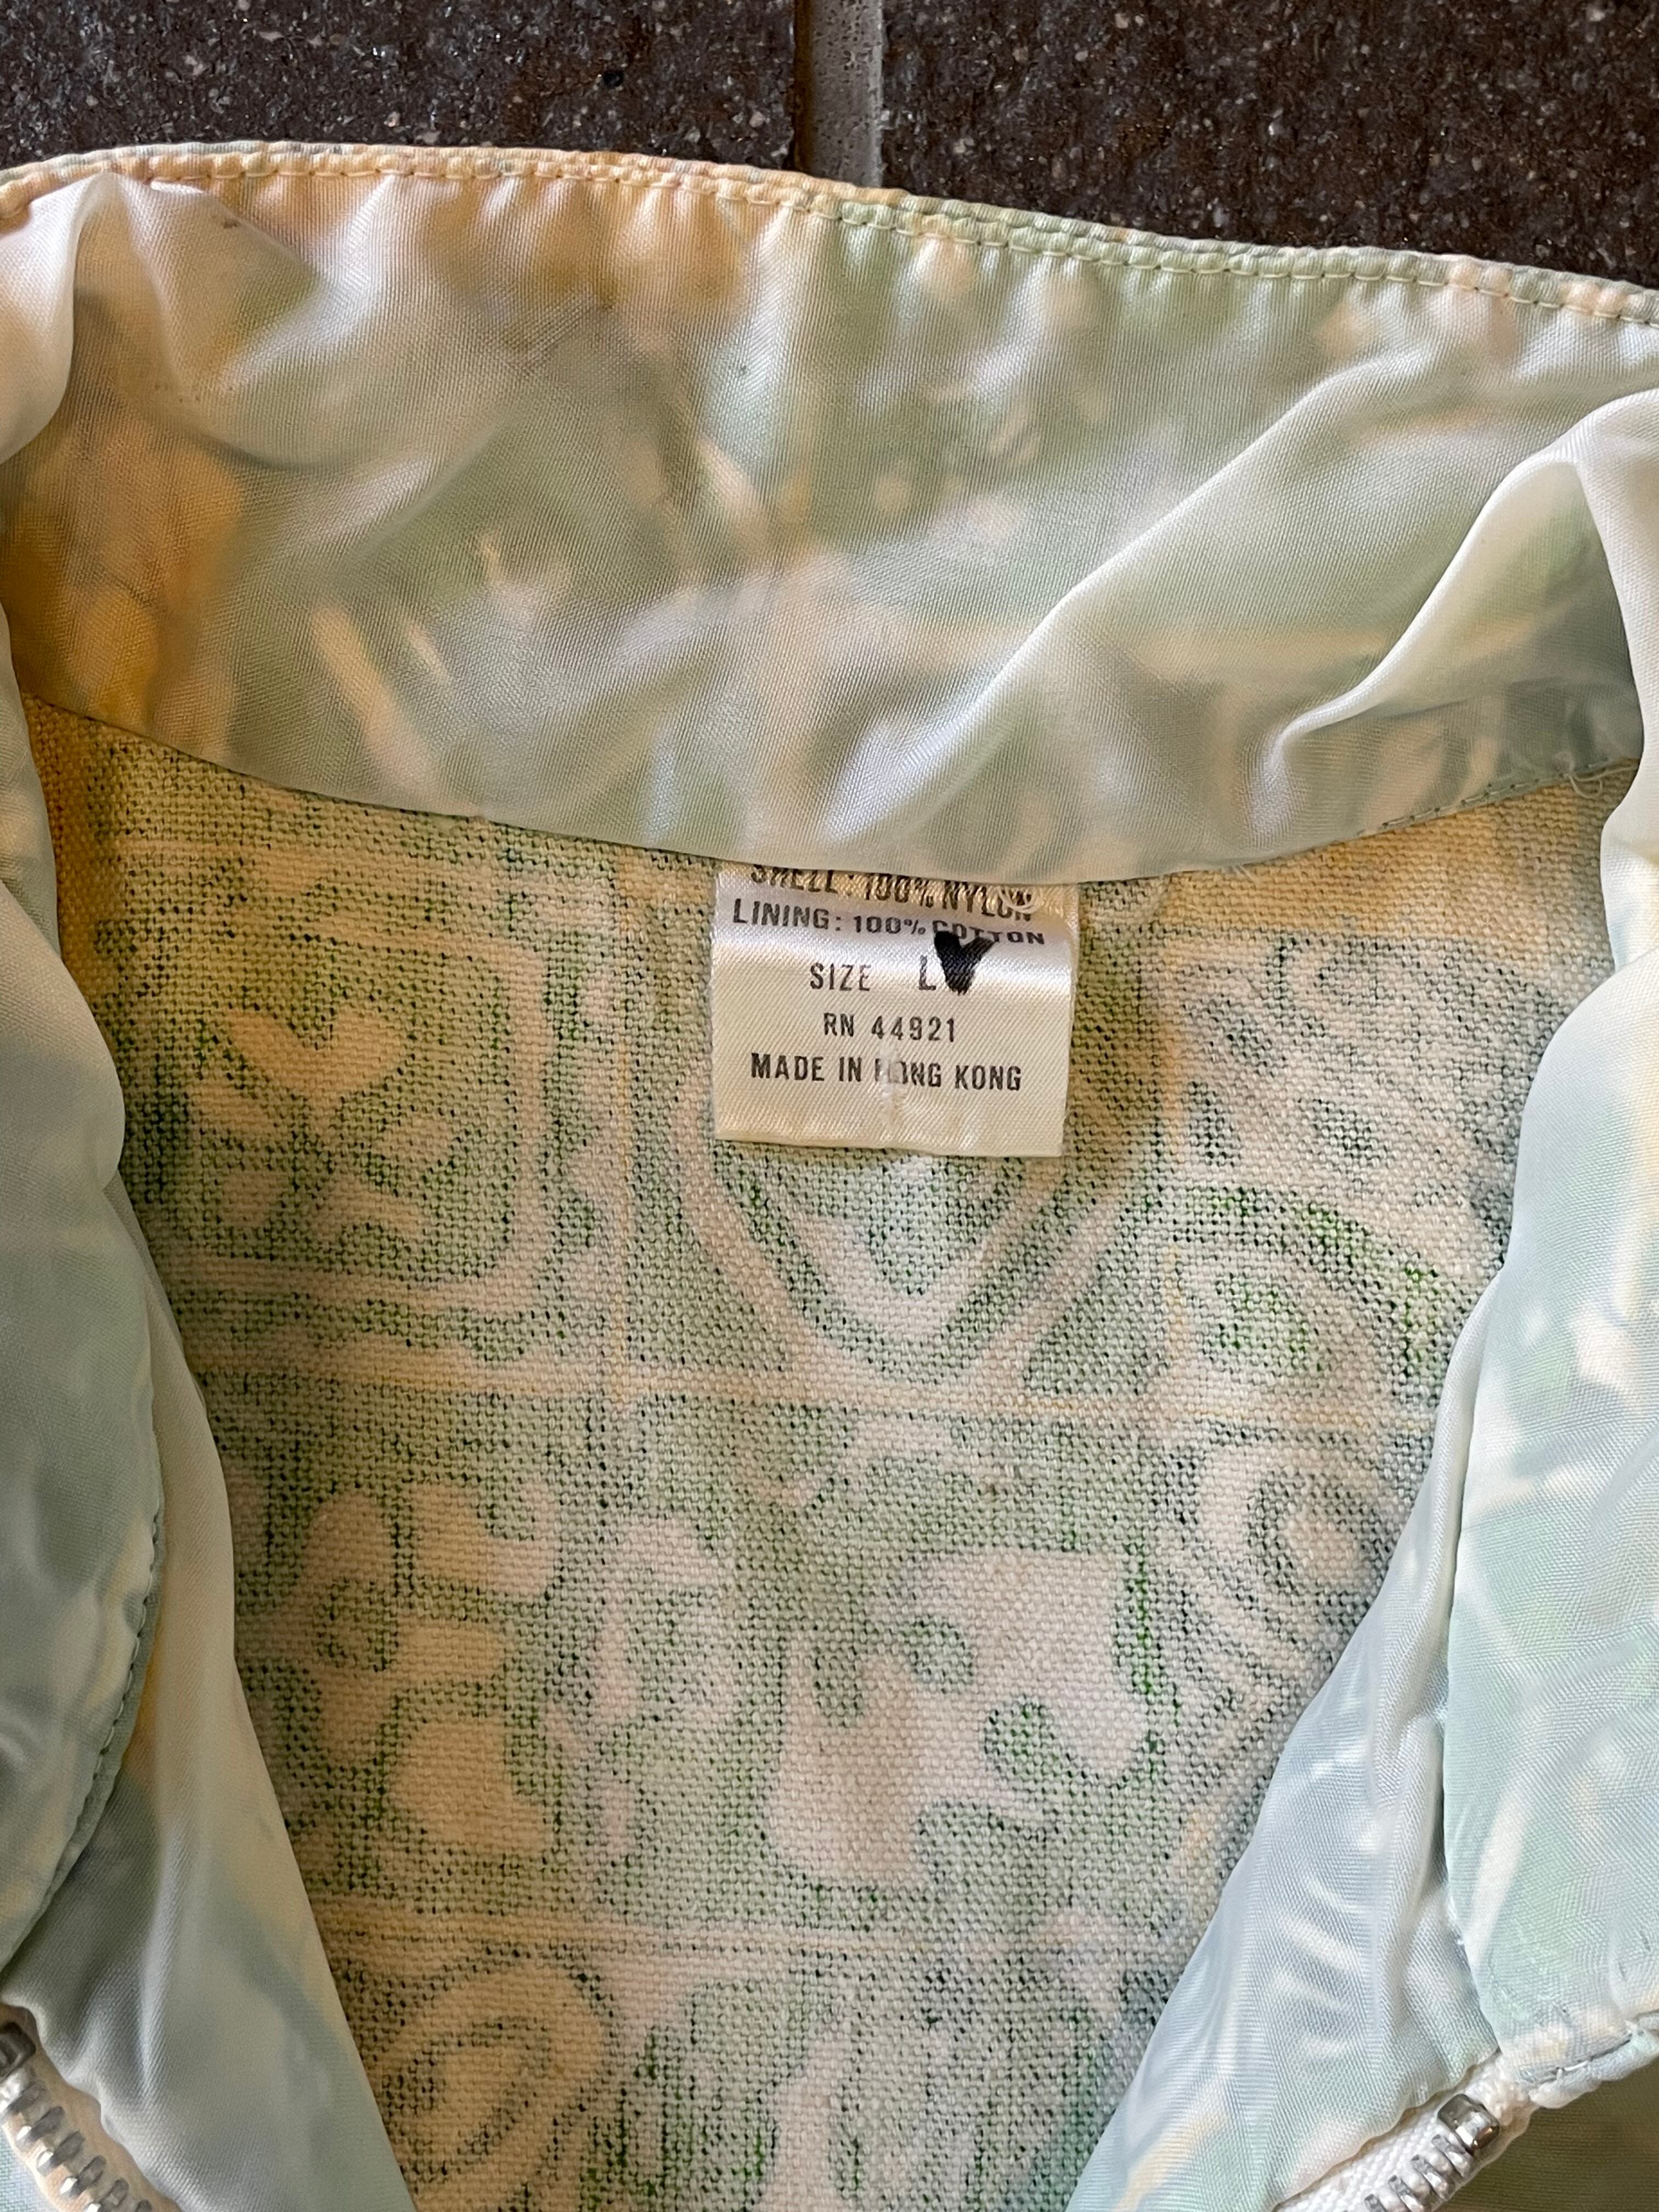 SHELL: 100% NYLON
LINING: 100% COTTON
SIZE L
RN 44921
MADE IN HONG KONG